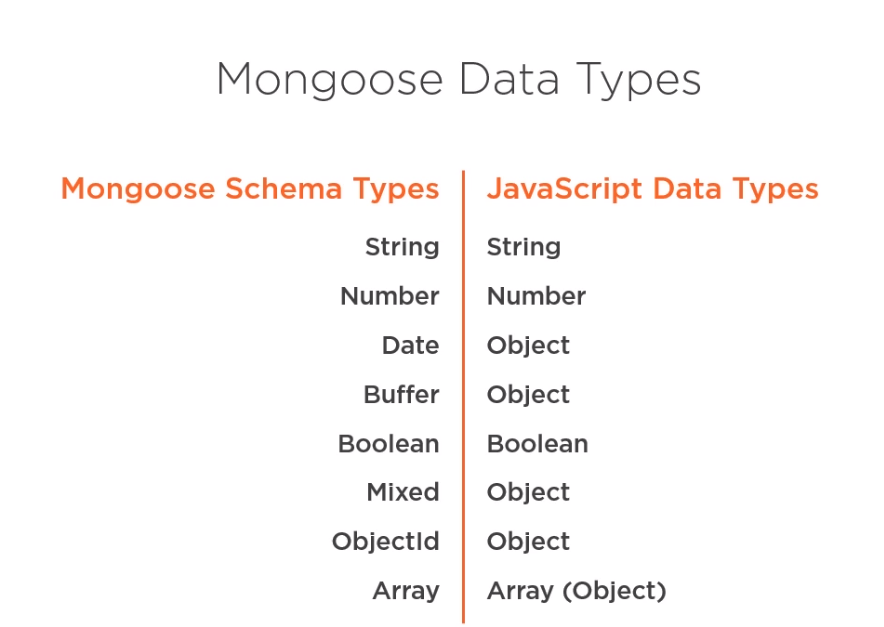 Mongoose Data Types
Mongoose Schema Types JavaScript Data Types
String String
Number Number
Date Object
Buffer Object
Boolean Boolean
Mixed Object
ObjectId Object
Array Array (Object)